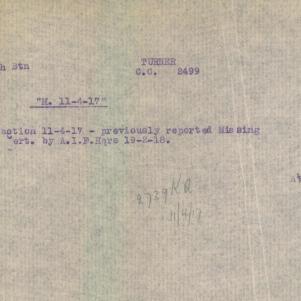 h Btn TURNER
C.C. 2499
"M. 11-4-17"
action 11-4-17 - previously reported Missing
ert. by A.I.F.Hqrs 19-2-18.
11/4/17